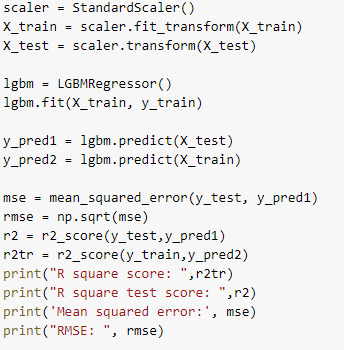 scaler = StandardScaler()
X_train = scaler.fit_transform(X_train)
X_test = scaler.transform(X_test)
lgbm = LGBMRegressor()
lgbm.fit(X_train, y_train)
y_pred1 = lgbm.predict(X_test)
y_pred2 = lgbm.predict(X_train)
mse = mean_squared_error(y_test, y_pred1)
rmse = np.sqrt(mse)
r2 = r2_score(y_test,y_pred1)
r2tr = r2_score(y_train,y_pred2)
print("R square score: ",r2tr)
print("R square test score: ",r2)
print('Mean squared error:', mse)
print("RMSE: ", rmse)